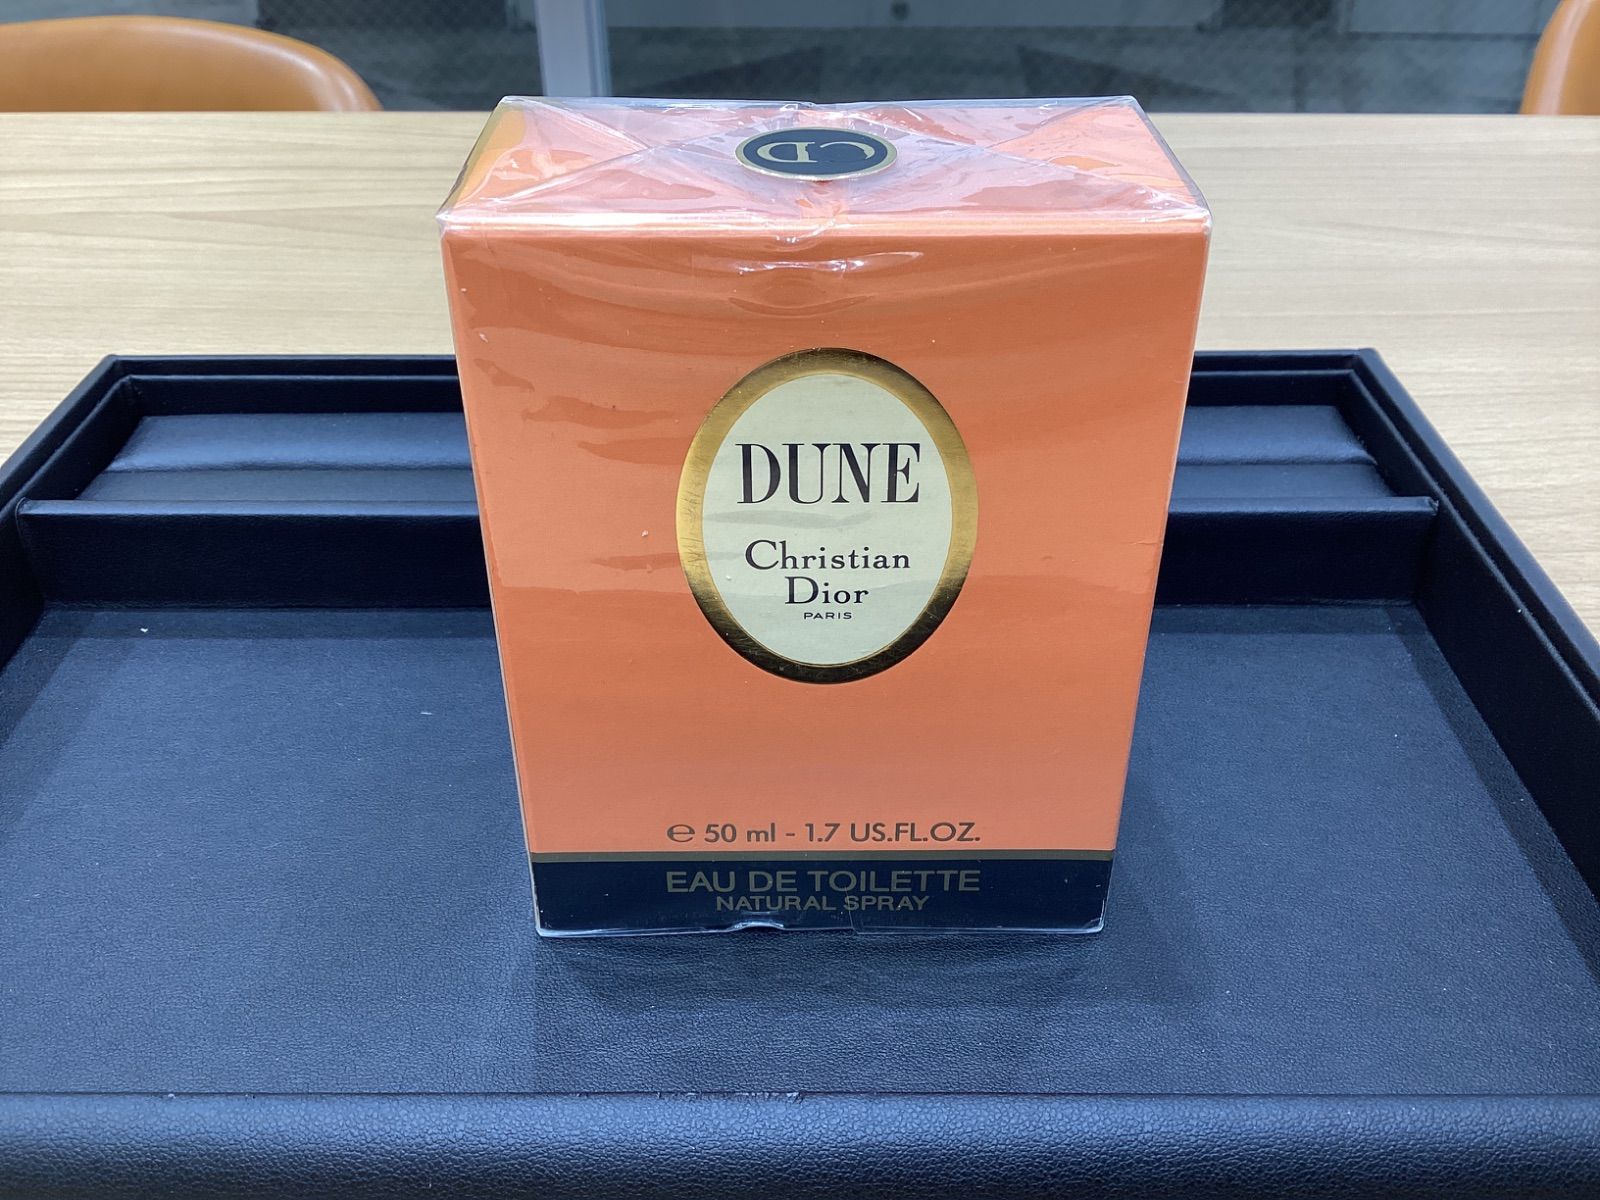 CD
DUNE
Christian
Dior
PARIS
℮ 50 ml - 1.7 US.FL.OZ.
EAU DE TOILETTE
NATURAL SPRAY